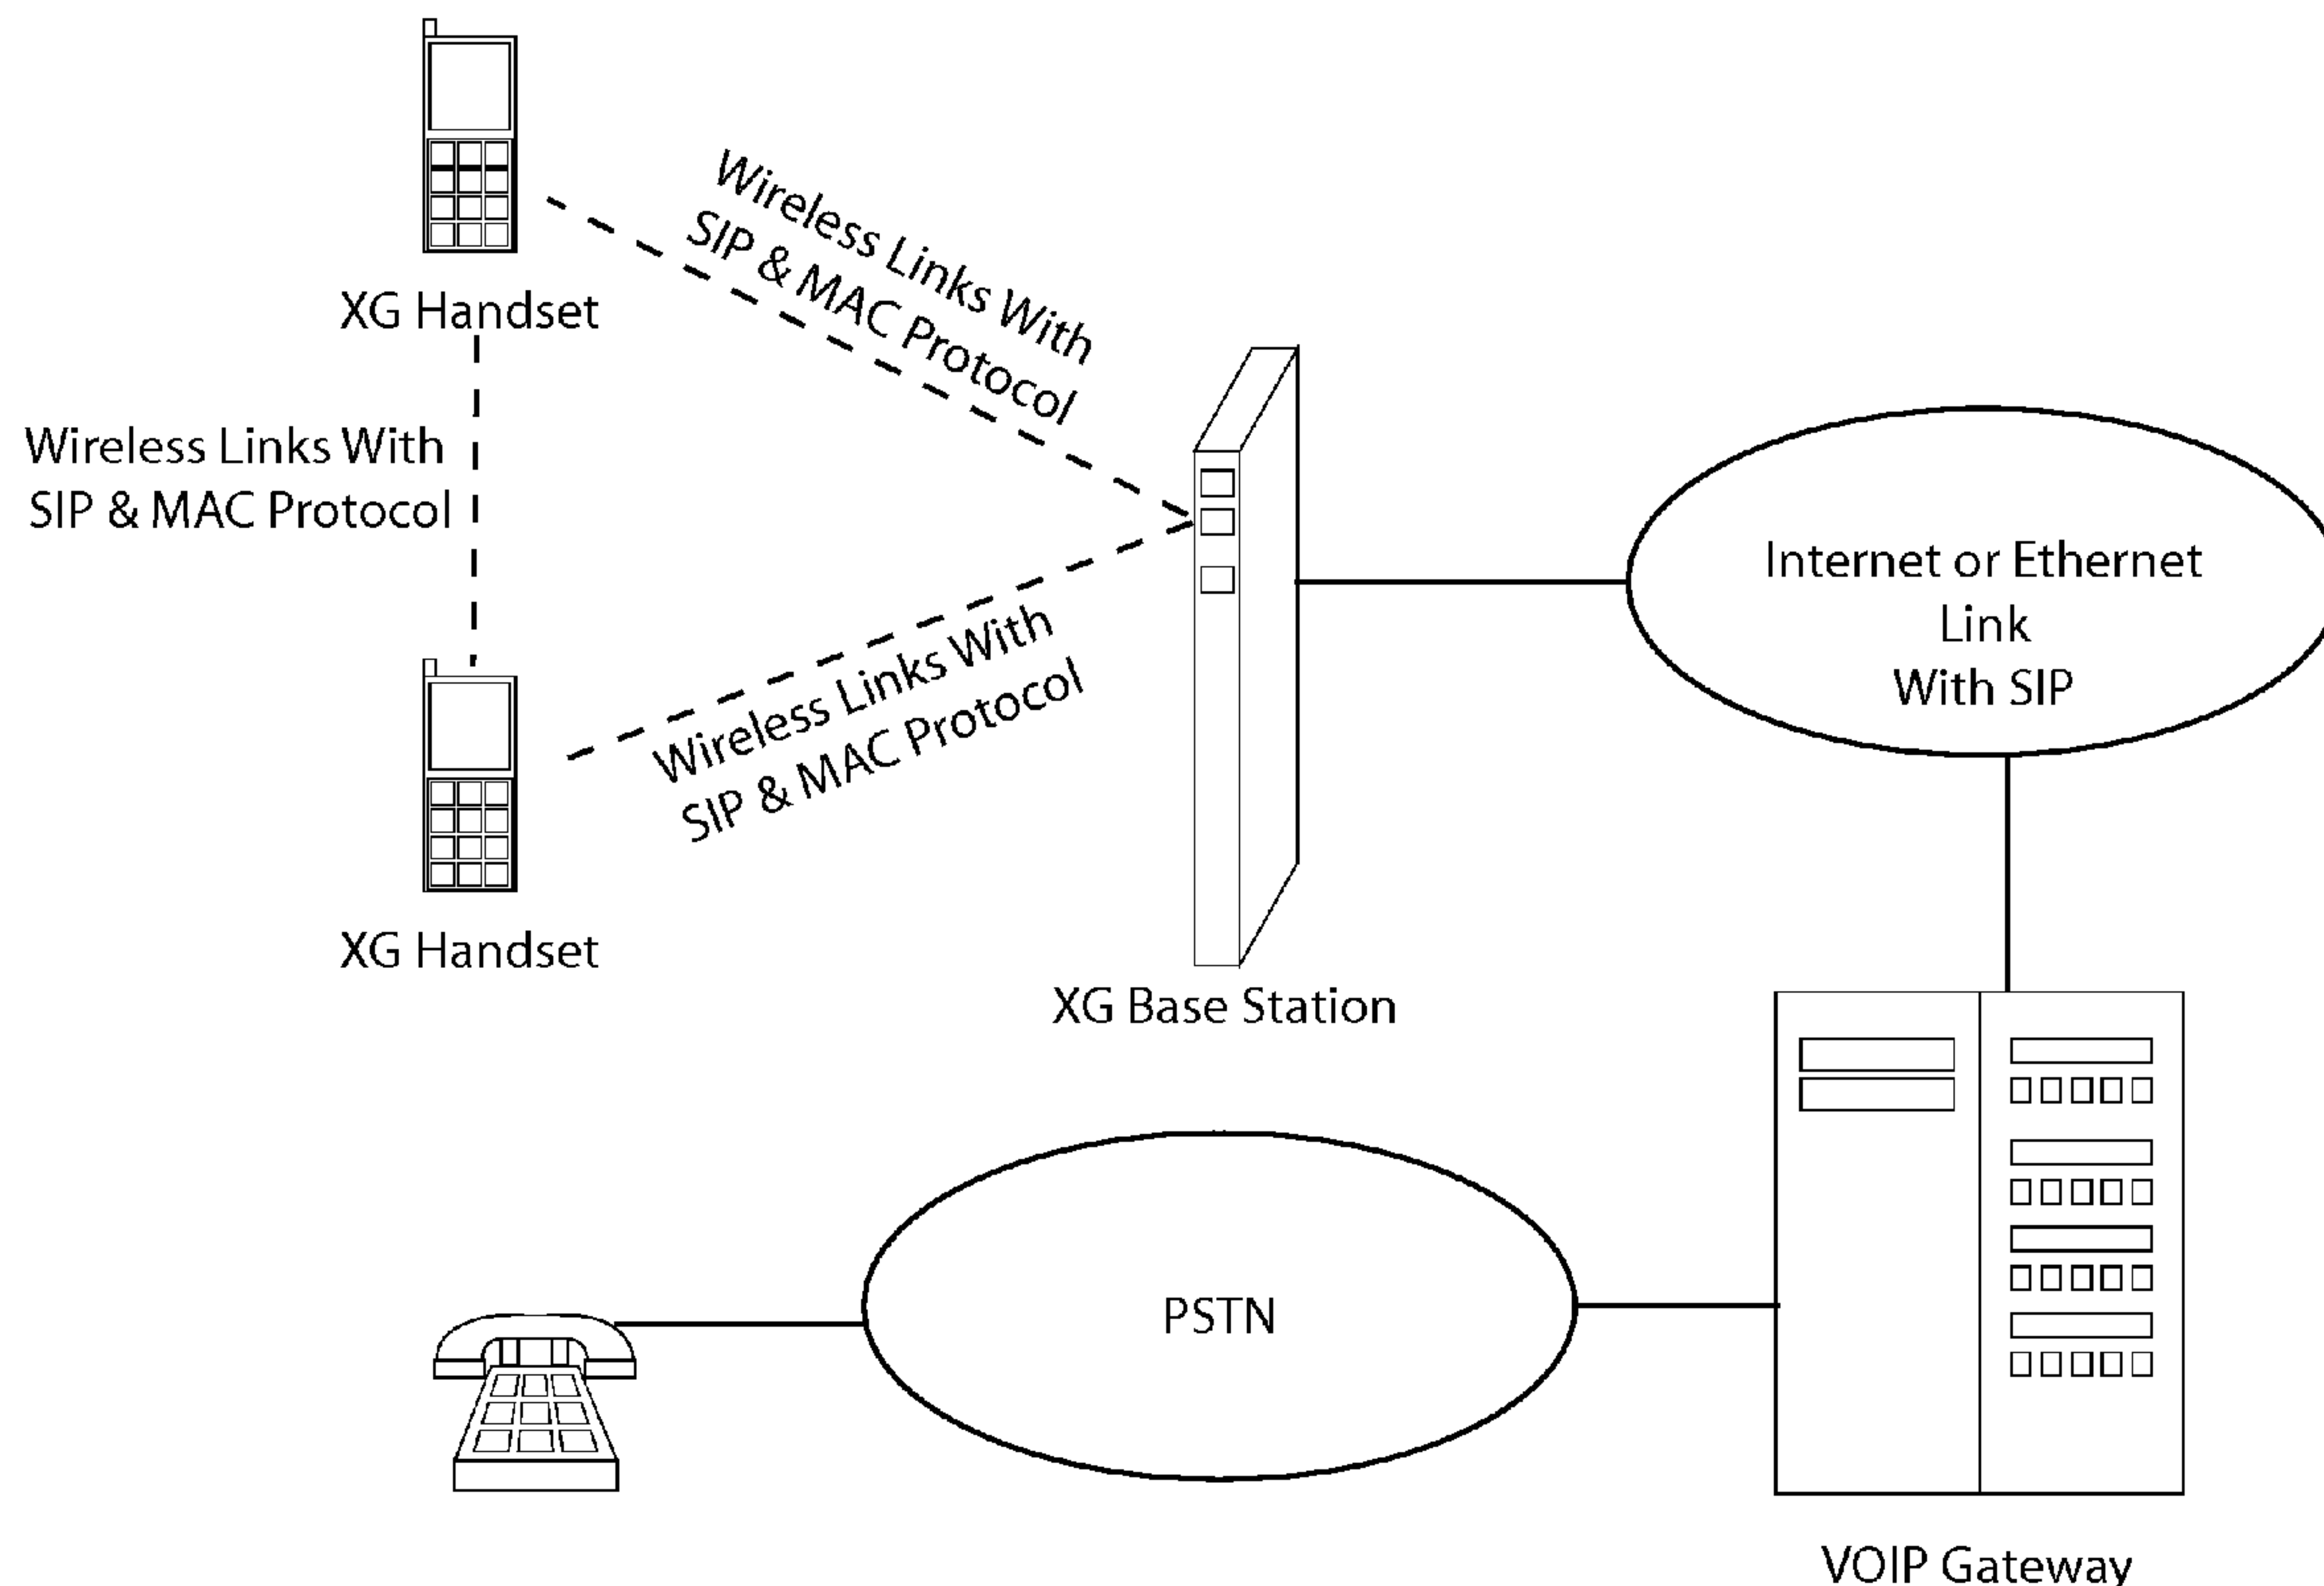 XG Handset
Wireless Links With
SIP & MAC Protocol
Wireless Links With
SIP & MAC Protocol
Wireless Links With
SIP & MAC Protocol
XG Handset
XG Base Station
Internet or Ethernet
Link
With SIP
PSTN
VOIP Gateway